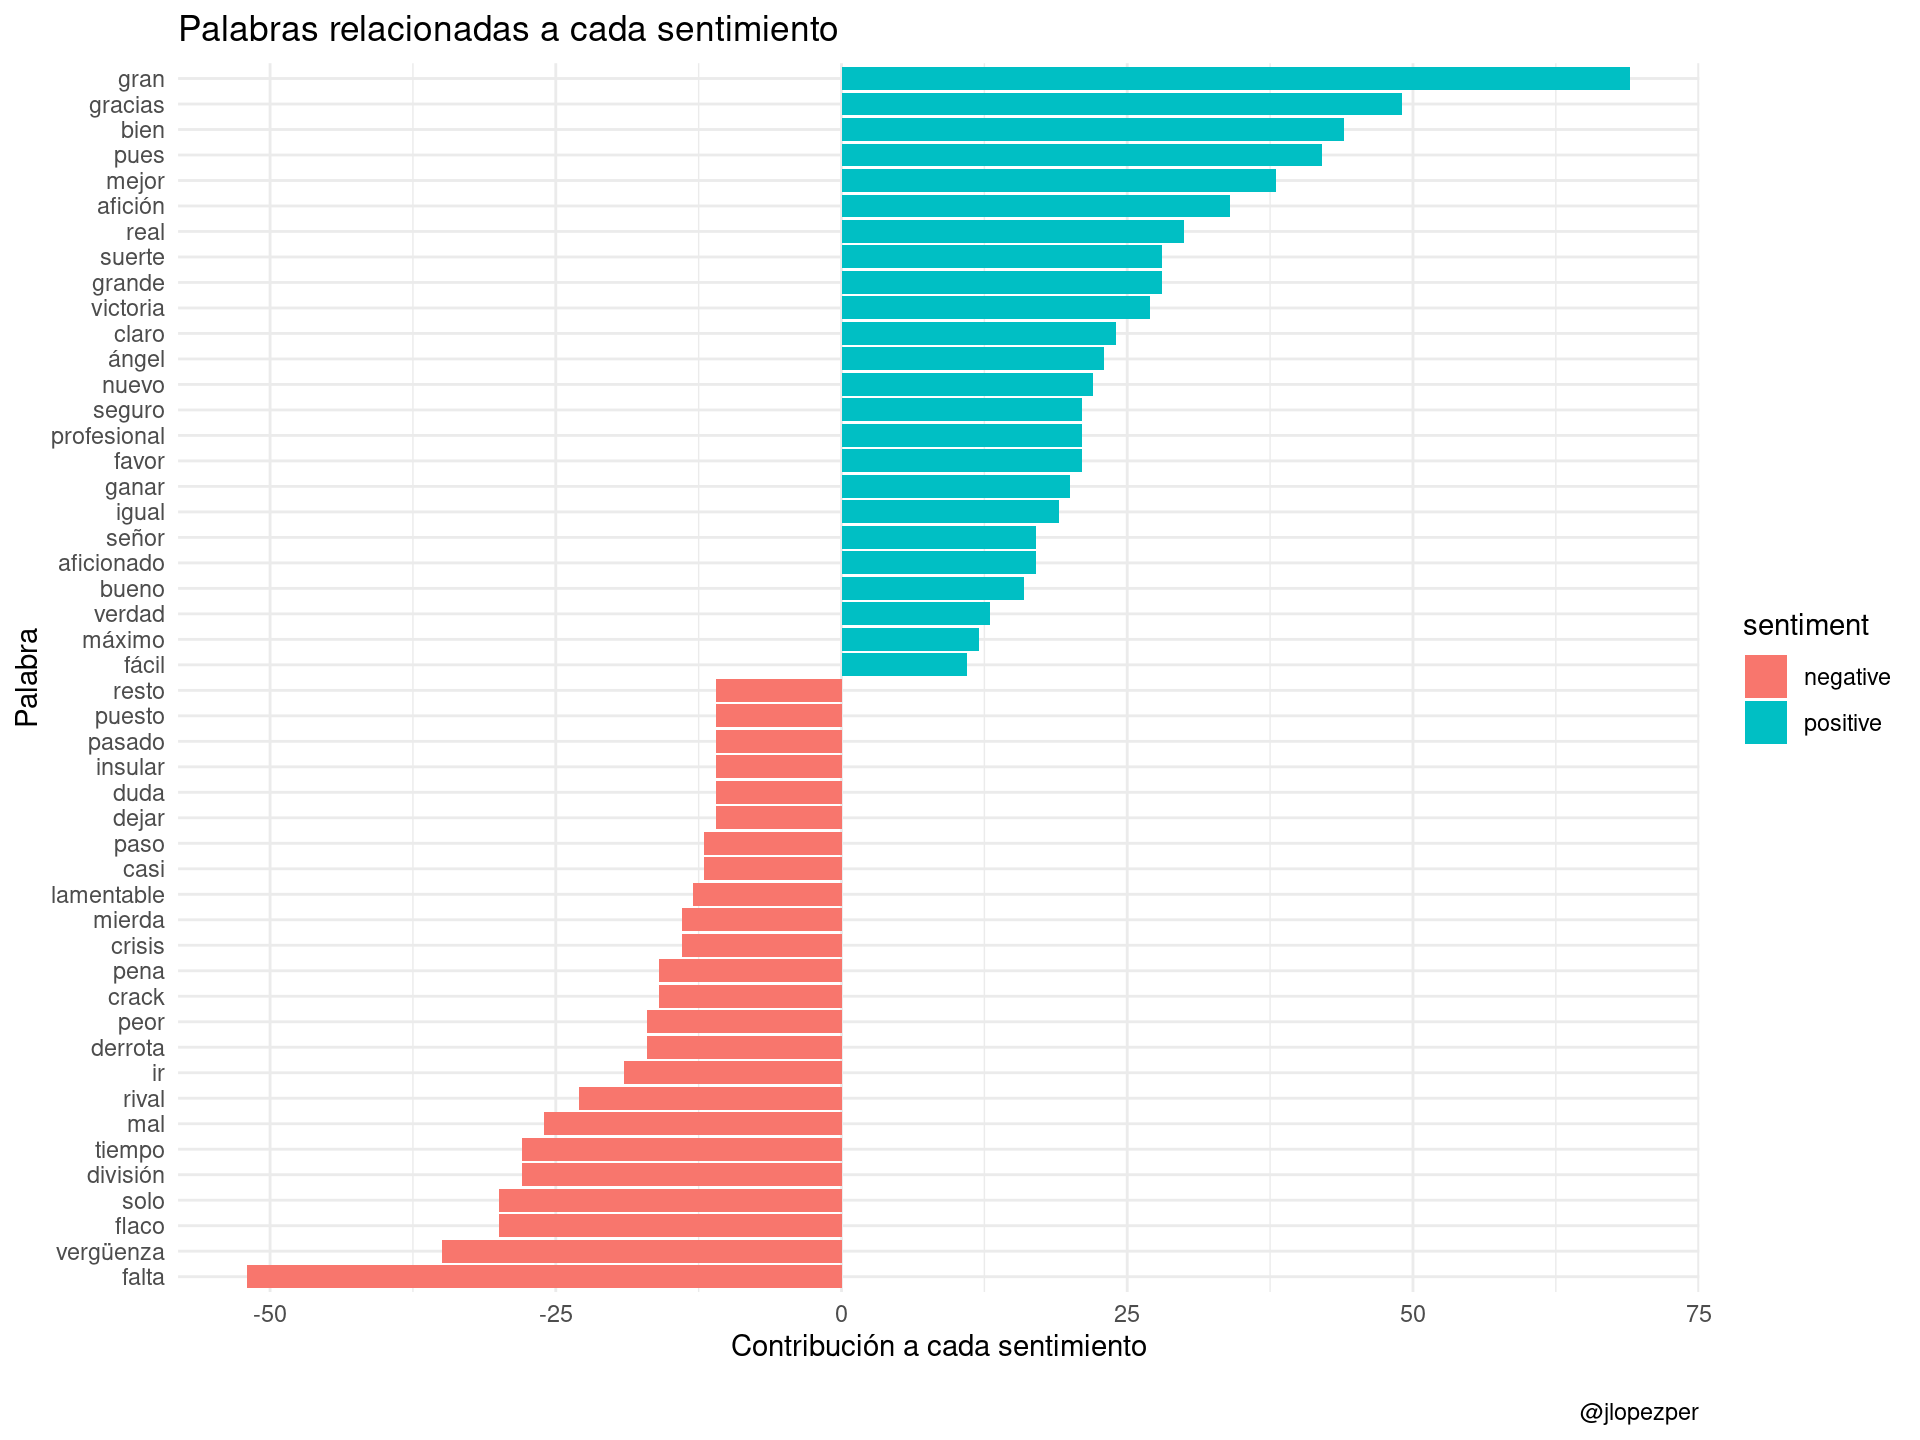 Palabras relacionadas a cada sentimiento
gran
gracias
bien
pues
mejor
afición
real
suerte
grande
victoria
claro
ángel
nuevo
seguro
profesional
favor
ganar
igual
señor
aficionado
bueno
verdad
máximo
fácil
resto
puesto
pasado
insular
duda
dejar
paso
casi
lamentable
mierda
crisis
pena
crack
peor
derrota
ir
rival
mal
tiempo
división
solo
flaco
vergüenza
falta
Palabra
-50 -25 0 25 50 75
Contribución a cada sentimiento
sentiment
negative
positive
@jlopezper